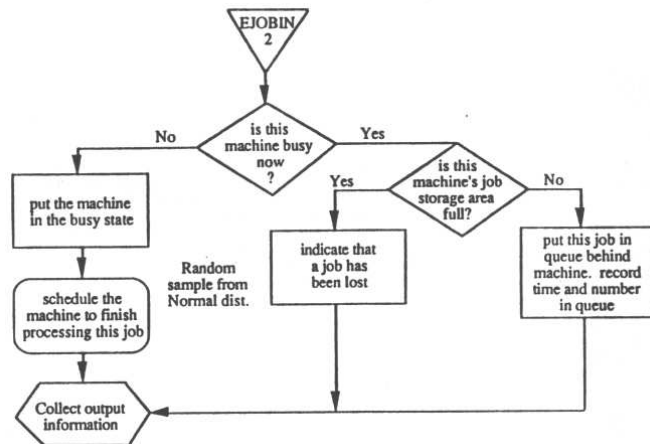 EJOBIN
2
No
is this
machine busy
now
?
Yes
is this
machine's job
storage area
full?
Yes
No
put the machine
in the busy state
indicate that
a job has
been lost
put this job in
queue behind
machine. record
time and number
in queue
Random
sample from
Normal dist.
schedule the
machine to finish
processing this job
Collect output
information